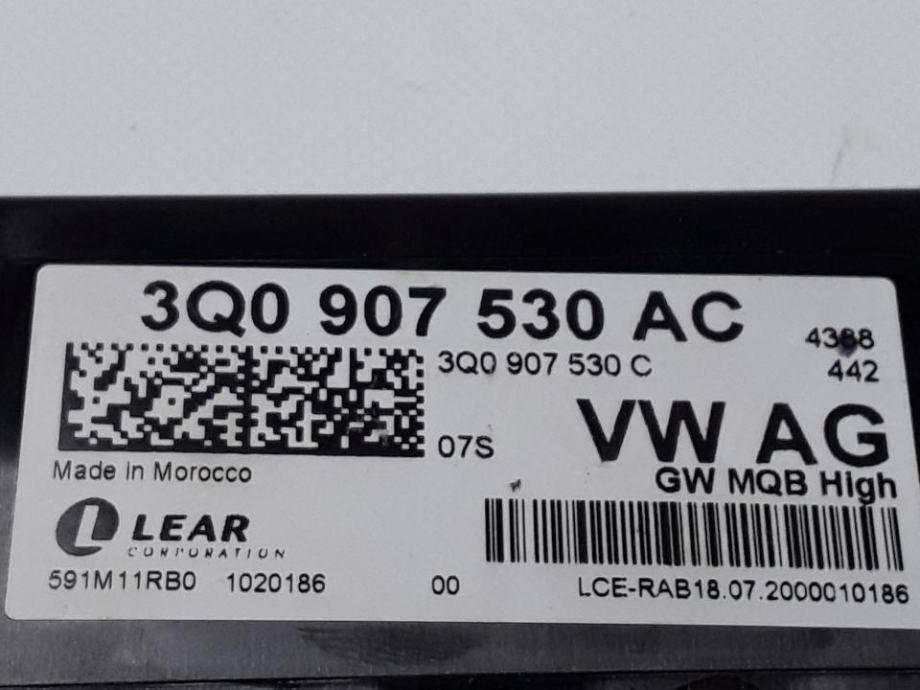 3Q0 907 530 AC
4388
3Q0 907 530 C
442
07S
VW AG
GW MQB High
Made in Morocco
LEAR
CORPORATION
591M11RB0 1020186 00 LCE-RAB18.07.2000010186